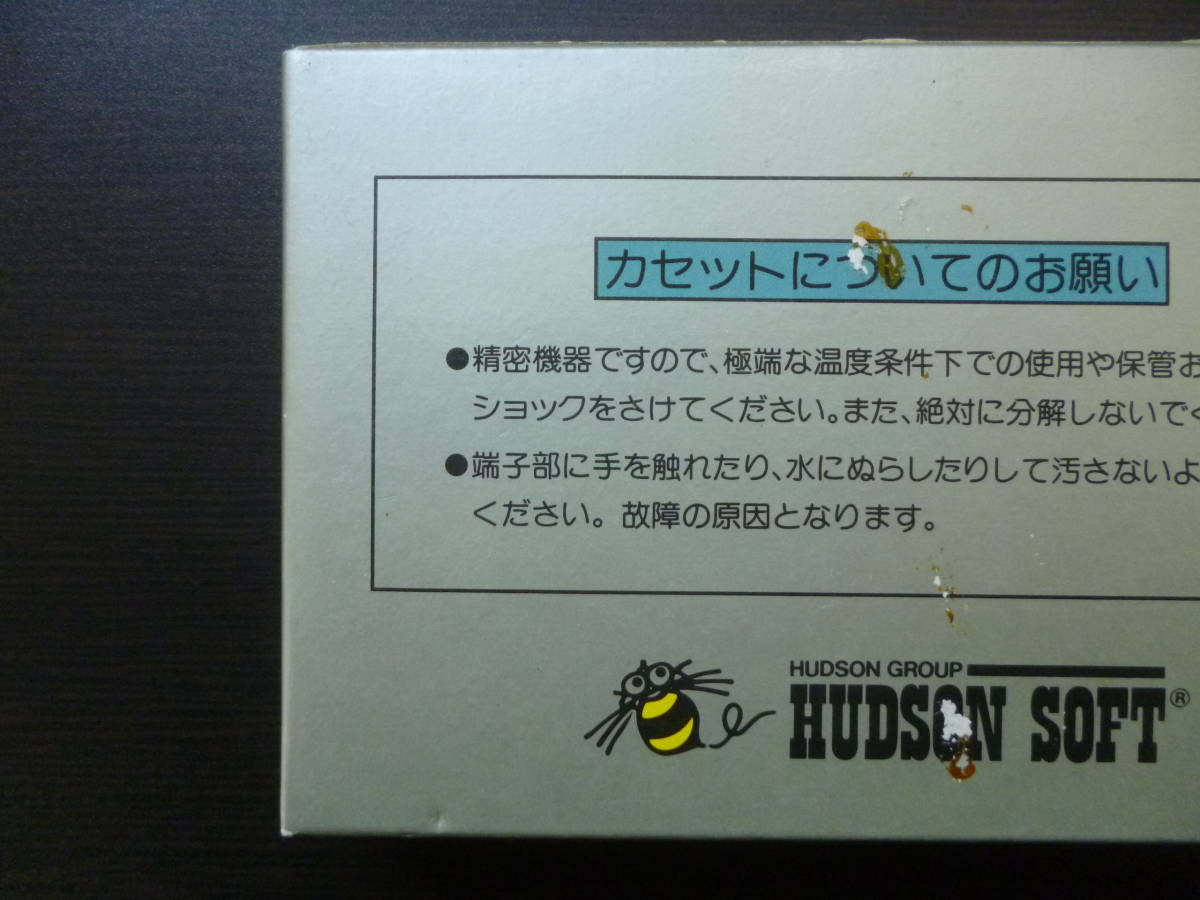 カセットについてのお願い
●精密機器ですので、極端な温度条件下での使用や保管お
ショックをさけてください。また、絶対に分解しないでく
●端子部に手を触れたり、水にぬらしたりして汚さないよ
ください。故障の原因となります。
HUDSON GROUP
HUDSON SOFT®